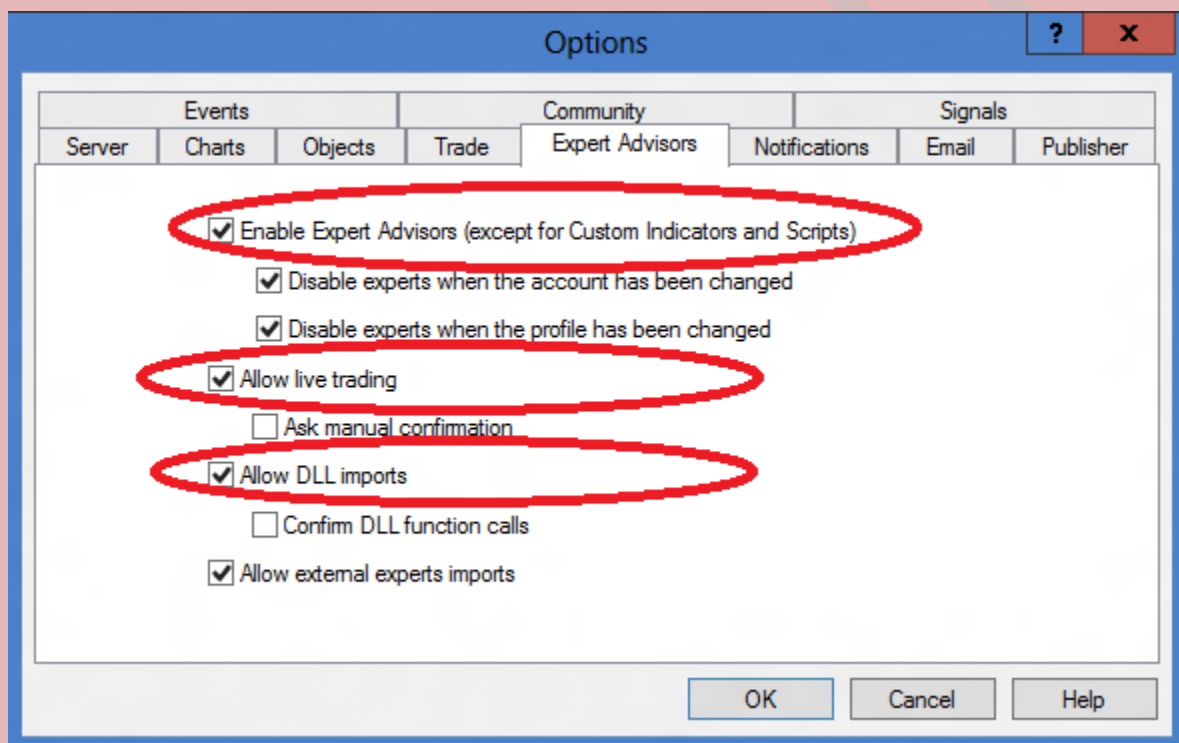 Options
? x
Events Community Signals
Server Charts Objects Trade Expert Advisors Notifications Email Publisher
Enable Expert Advisors (except for Custom Indicators and Scripts)
Disable experts when the account has been changed
Disable experts when the profile has been changed
Allow live trading
Ask manual confirmation
Allow DLL imports
Confirm DLL function calls
Allow external experts imports
OK Cancel Help